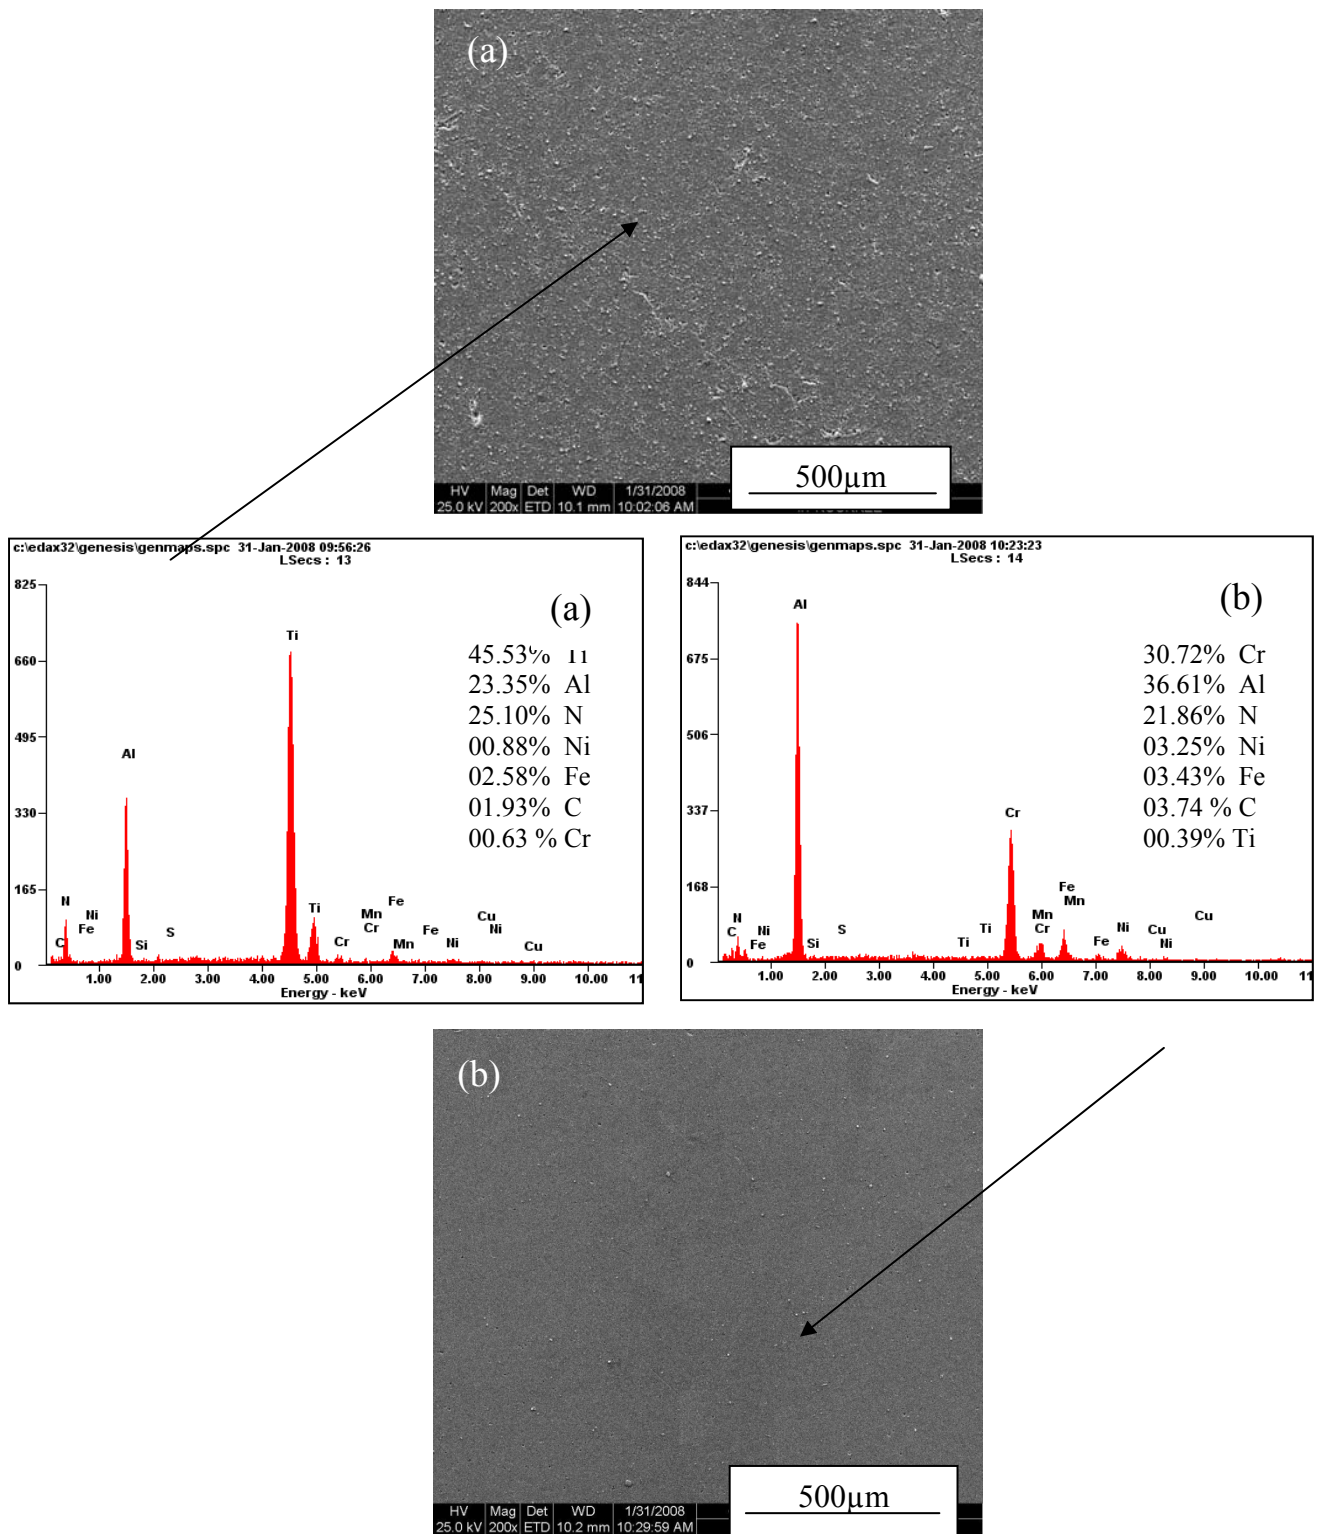 (a)
500µm
HV Mag Det WD 1/31/2008
25.0 kV 200x ETD 10.1 mm 10:02:06 AM
c:\edax32\genesis\genmaps.spc 31-Jan-2008 09:56:26
LSecs : 13
825
660
495
330
165
0
(a)
45.53% Ti
23.35% Al
25.10% N
00.88% Ni
02.58% Fe
01.93% C
00.63 % Cr
C N Fe Ni Al Si S Ti Ti Cr Mn Cr Fe Mn Fe Ni Cu Ni Cu
1.00 2.00 3.00 4.00 5.00 6.00 7.00 8.00 9.00 10.00 11
Energy - keV
c:\edax32\genesis\genmaps.spc 31-Jan-2008 10:23:23
LSecs : 14
844
675
506
337
168
0
(b)
30.72% Cr
36.61% Al
21.86% N
03.25% Ni
03.43% Fe
03.74 % C
00.39% Ti
C N Fe Ni Al Si S Ti Ti Cr Mn Cr Fe Mn Fe Ni Cu Ni Cu
1.00 2.00 3.00 4.00 5.00 6.00 7.00 8.00 9.00 10.00 11
Energy - keV
(b)
500µm
HV Mag Det WD 1/31/2008
25.0 kV 200x ETD 10.2 mm 10:29:59 AM